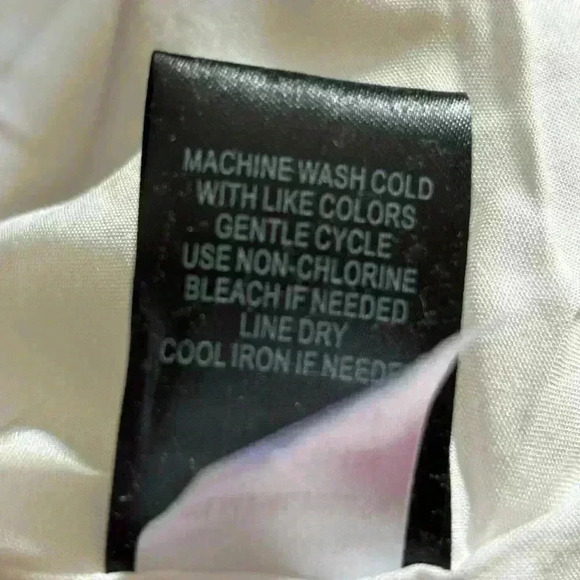 MACHINE WASH COLD
WITH LIKE COLORS
GENTLE CYCLE
USE NON-CHLORINE
BLEACH IF NEEDED
LINE DRY
COOL IRON IF NEEDED